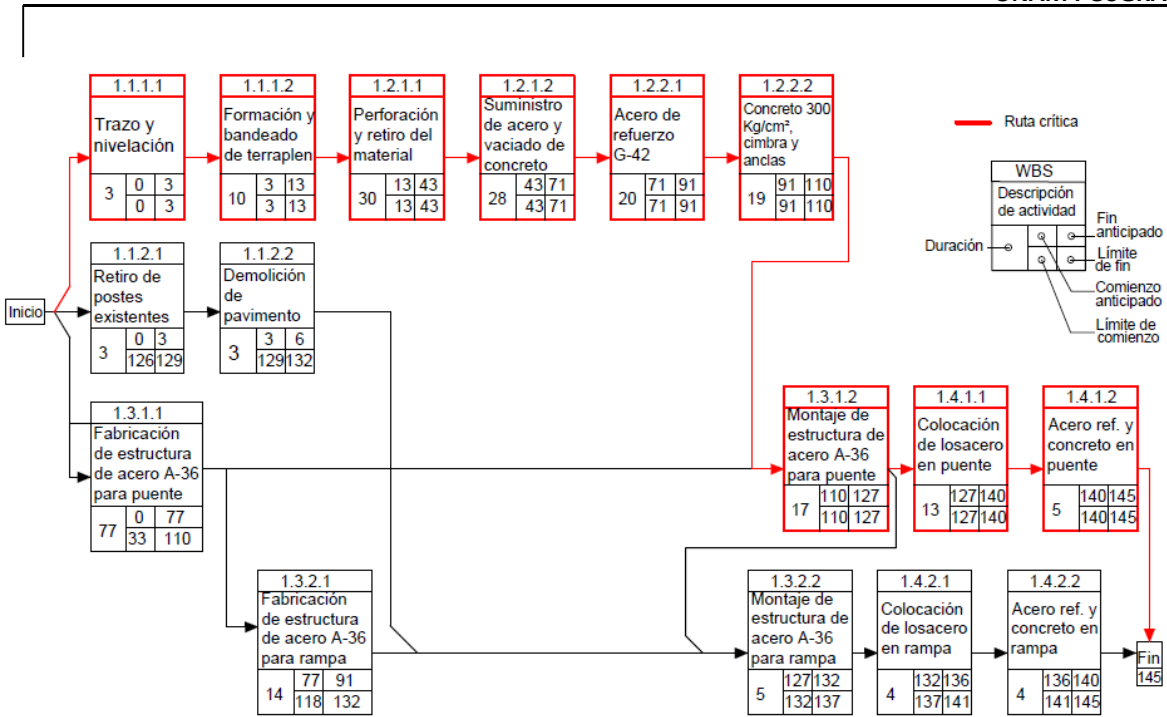 1.1.1.1
Trazo y
nivelación
3 0 3
0 3
1.1.1.2
Formación y
bandeado
de terraplen
10 3 13
3 13
1.2.1.1
Perforación
y retiro del
material
30 13 43
13 43
1.2.1.2
Suministro
de acero y
vaciado de
concreto
28 43 71
43 71
1.2.2.1
Acero de
refuerzo
G-42
20 71 91
71 91
1.2.2.2
Concreto 300
Kg/cm²,
cimbra y
anclas
19 91 110
91 110
Ruta crítica
WBS
Descripción
de actividad
Duración
Fin
anticipado
Límite
de fin
Comienzo
anticipado
Límite de
comienzo
Inicio
1.1.2.1
Retiro de
postes
existentes
3 0 3
126 129
1.1.2.2
Demolición
de
pavimento
3 3 6
129 132
1.3.1.1
Fabricación
de estructura
de acero A-36
para puente
77 0 77
33 110
1.3.1.2
Montaje de
estructura de
acero A-36
para puente
17 110 127
110 127
1.4.1.1
Colocación
de losacero
en puente
13 127 140
127 140
1.4.1.2
Acero ref. y
concreto en
puente
5 140 145
140 145
1.3.2.1
Fabricación
de estructura
de acero A-36
para rampa
14 77 91
118 132
1.3.2.2
Montaje de
estructura de
acero A-36
para rampa
5 127 132
132 137
1.4.2.1
Colocación
de losacero
en rampa
4 132 136
137 141
1.4.2.2
Acero ref. y
concreto en
rampa
4 136 140
141 145
Fin
145